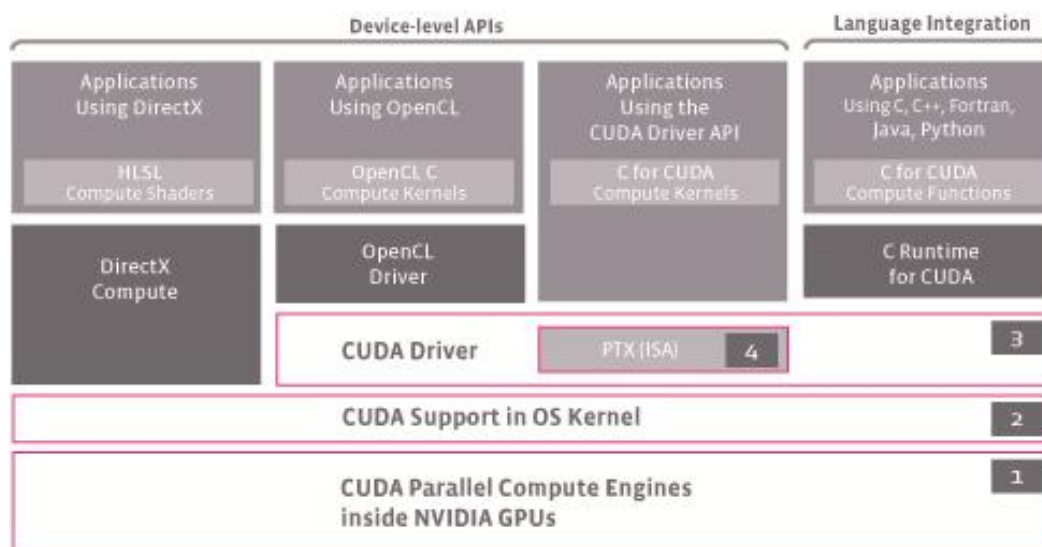 Device-level APIs
Language Integration
Applications
Using DirectX
HLSL
Compute Shaders
Applications
Using OpenCL
OpenCL C
Compute Kernels
Applications
Using the
CUDA Driver API
C for CUDA
Compute Kernels
Applications
Using C, C++, Fortran,
Java, Python
C for CUDA
Compute Functions
DirectX
Compute
OpenCL
Driver
C Runtime
for CUDA
CUDA Driver
PTX (ISA)
4
3
CUDA Support in OS Kernel
2
CUDA Parallel Compute Engines
inside NVIDIA GPUs
1